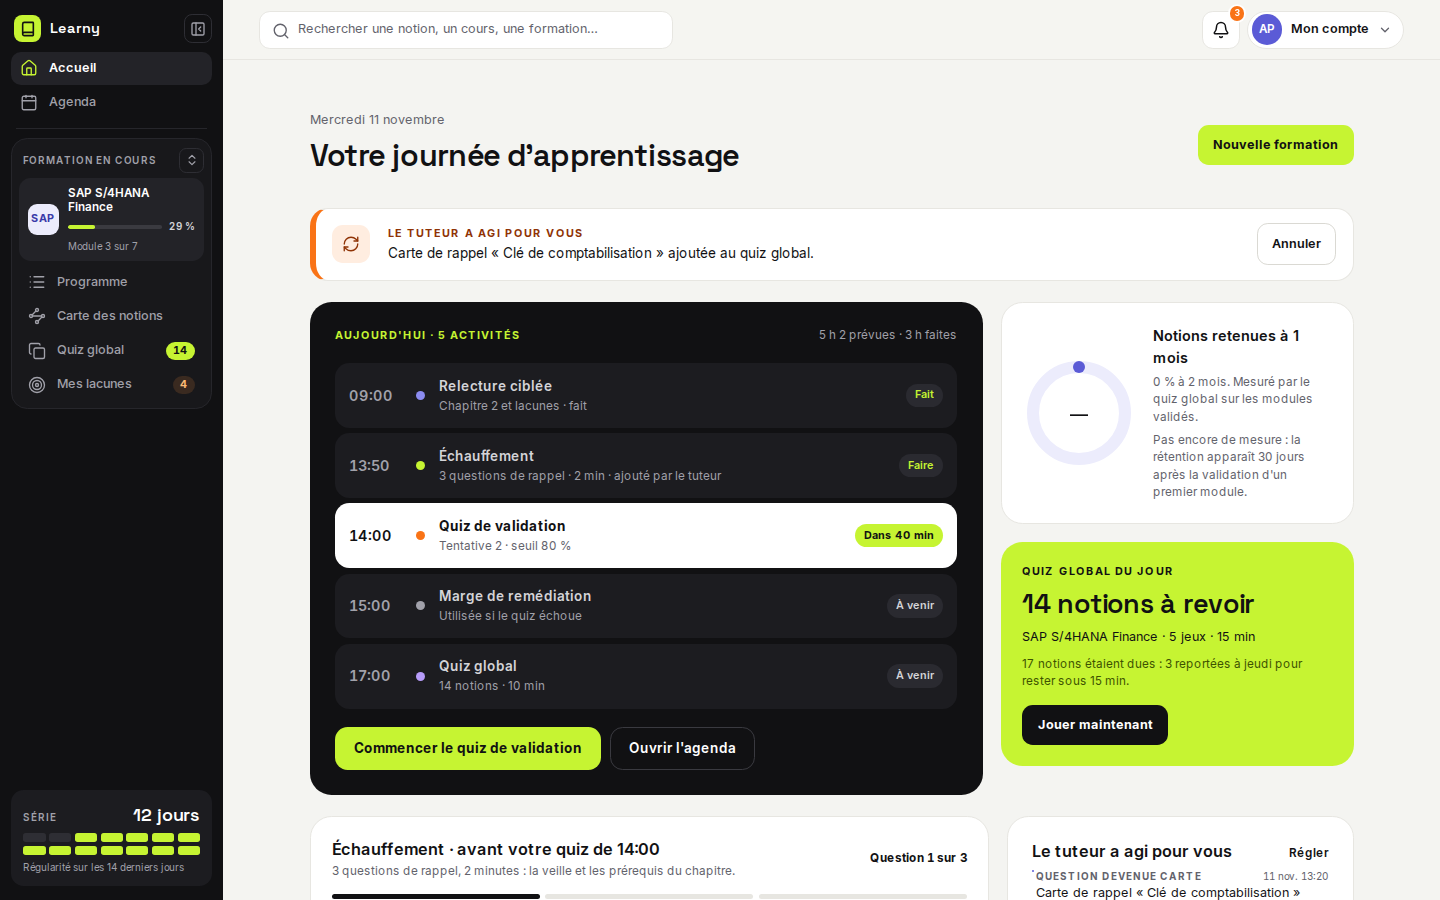 Learny
Accueil
Agenda
FORMATION EN COURS
SAP
SAP S/4HANA
Finance
29 %
Module 3 sur 7
Programme
Carte des notions
Quiz global
14
Mes lacunes
4
SÉRIE
12 jours
Régularité sur les 14 derniers jours
Rechercher une notion, un cours, une formation...
3
AP
Mon compte
Mercredi 11 novembre
Votre journée d'apprentissage
Nouvelle formation
LE TUTEUR A AGI POUR VOUS
Carte de rappel « Clé de comptabilisation » ajoutée au quiz global.
Annuler
AUJOURD'HUI · 5 ACTIVITÉS
5 h 2 prévues · 3 h faites
09:00
Relecture ciblée
Chapitre 2 et lacunes · fait
Fait
13:50
Échauffement
3 questions de rappel · 2 min · ajouté par le tuteur
Faire
14:00
Quiz de validation
Tentative 2 · seuil 80 %
Dans 40 min
15:00
Marge de remédiation
Utilisée si le quiz échoue
À venir
17:00
Quiz global
14 notions · 10 min
À venir
Commencer le quiz de validation
Ouvrir l'agenda
—
Notions retenues à 1
mois
0 % à 2 mois. Mesuré par le
quiz global sur les modules
validés.
Pas encore de mesure : la
rétention apparaît 30 jours
après la validation d'un
premier module.
QUIZ GLOBAL DU JOUR
14 notions à revoir
SAP S/4HANA Finance · 5 jeux · 15 min
17 notions étaient dues : 3 reportées à jeudi pour
rester sous 15 min.
Jouer maintenant
Échauffement · avant votre quiz de 14:00
3 questions de rappel, 2 minutes : la veille et les prérequis du chapitre.
Question 1 sur 3
Le tuteur a agi pour vous
Régler
QUESTION DEVENUE CARTE
11 nov. 13:20
Carte de rappel « Clé de comptabilisation »